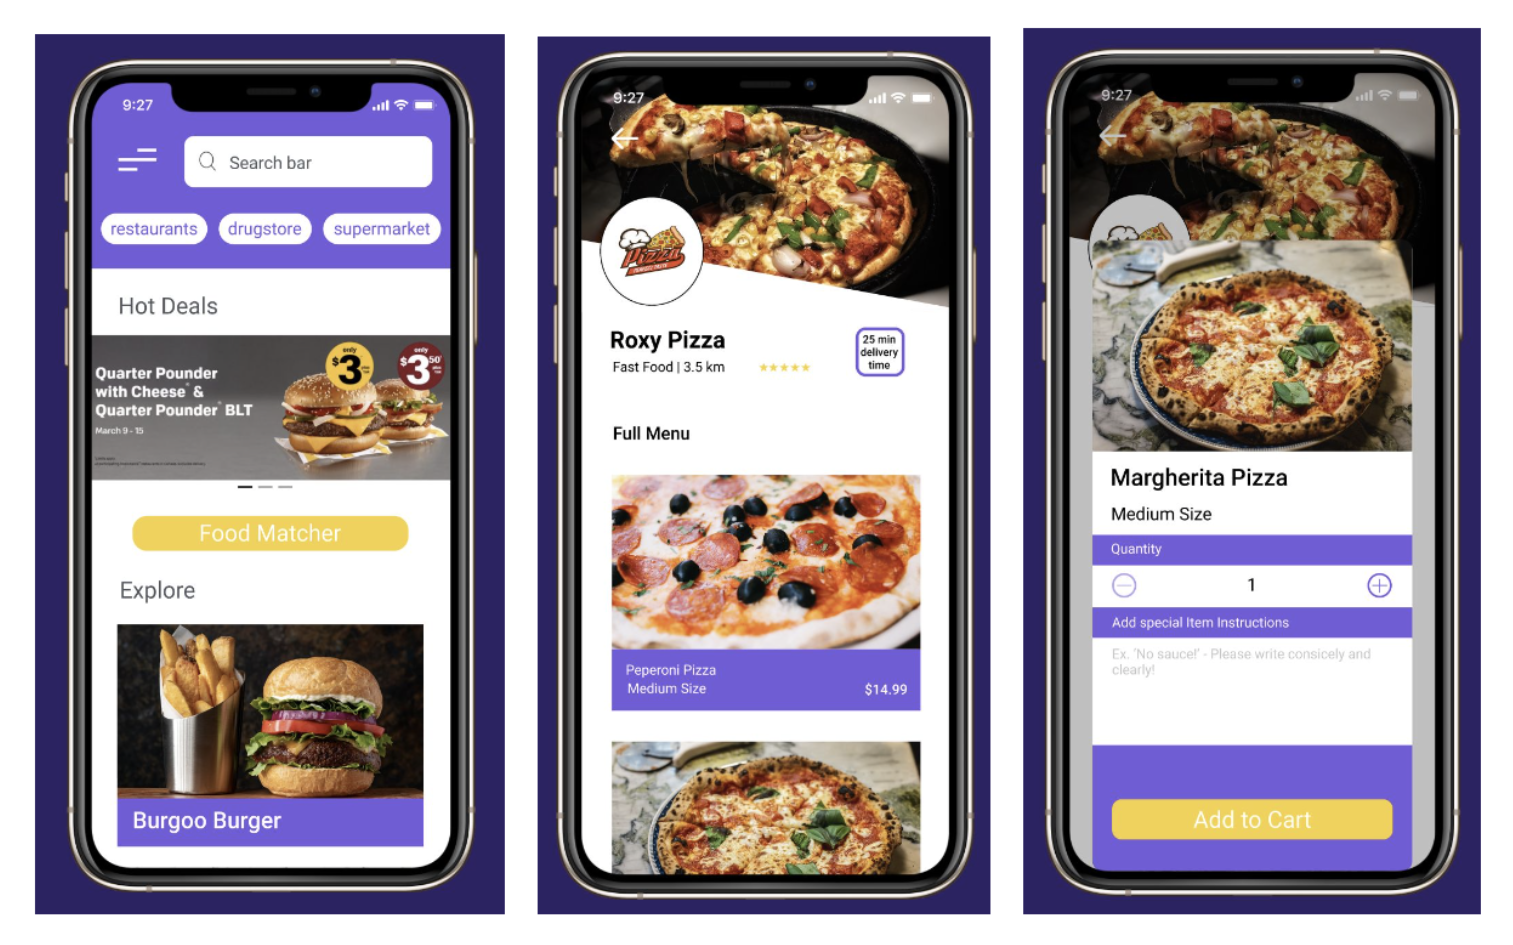 9:27
Search bar
restaurants
drugstore
supermarket
Hot Deals
Quarter Pounder
with Cheese® &
Quarter Pounder® BLT
March 9 - 15
only
$3
only
$3.50
Food Matcher
Explore
Burgoo Burger
9:27
Pizza
Roxy Pizza
Fast Food | 3.5 km
25 min
delivery
time
Full Menu
Peperoni Pizza
Medium Size
$14.99
9:27
Margherita Pizza
Medium Size
Quantity
1
Add special Item Instructions
Ex. 'No sauce!' - Please write consicely and
clearly!
Add to Cart